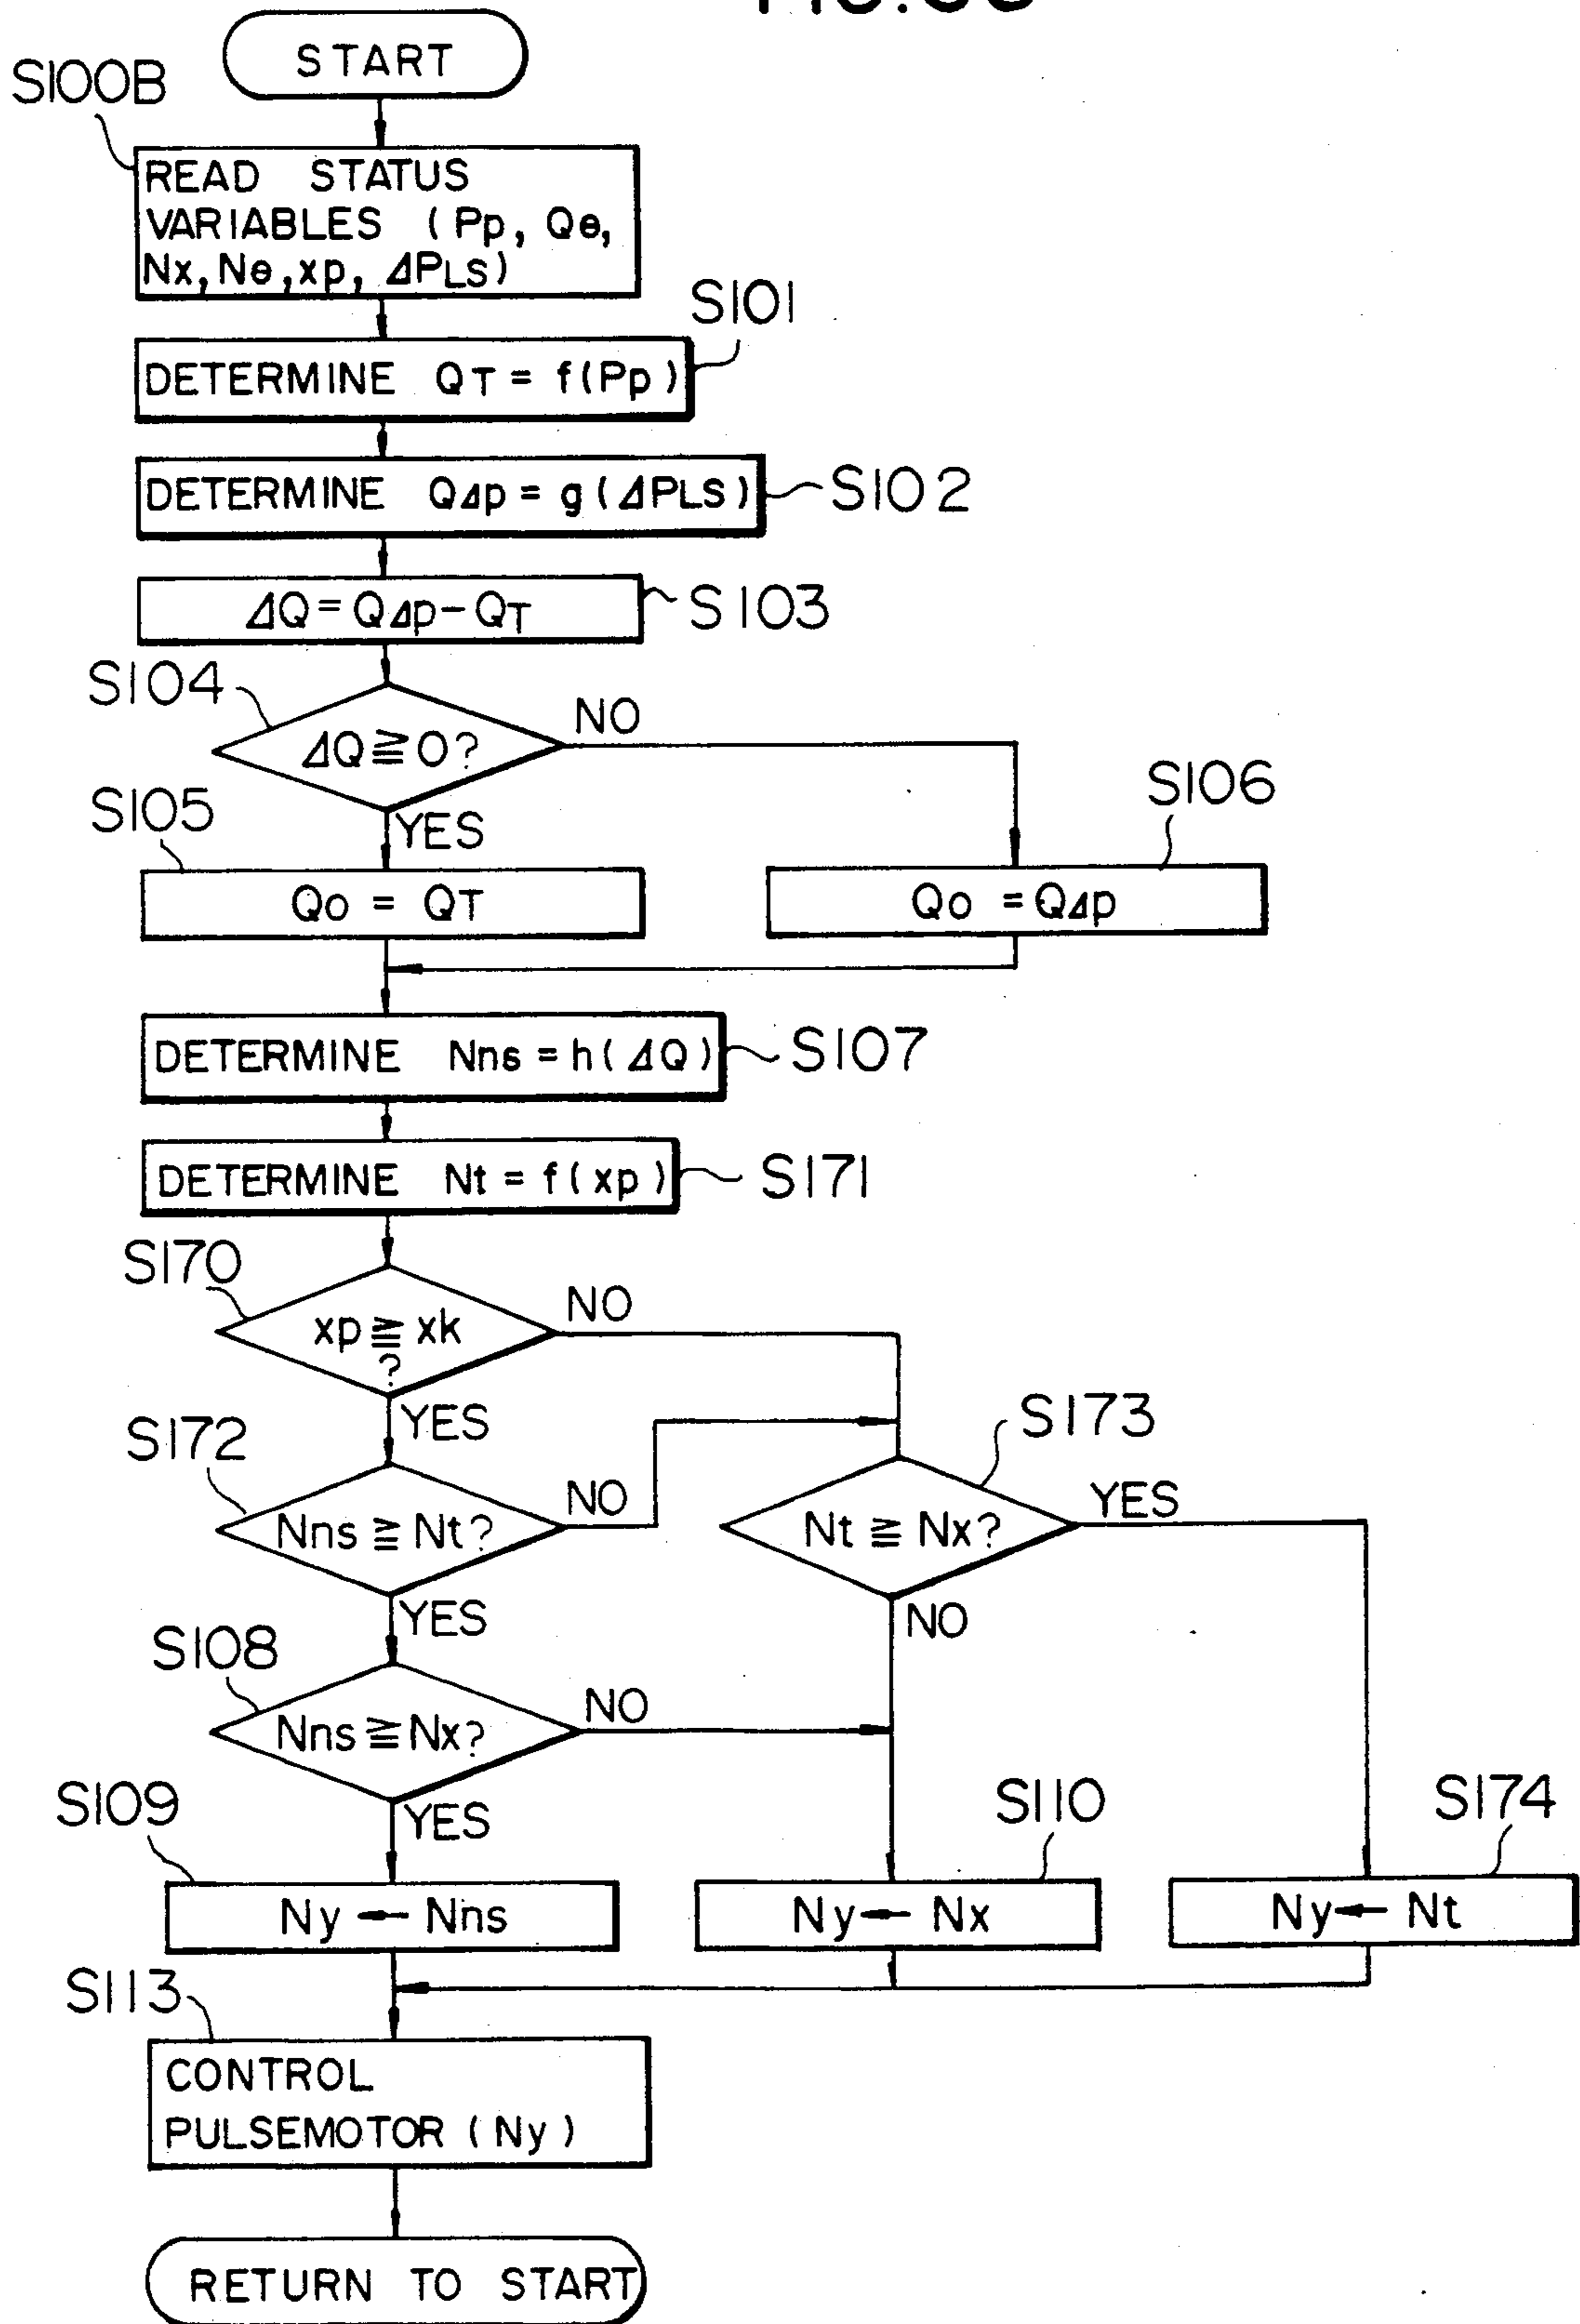 START
S100B
READ STATUS
VARIABLES (Pp, Qe,
Nx, Ne, xp, ΔPLS)
S101
DETERMINE QT = f(Pp)
DETERMINE QΔp = g(ΔPLS)
S102
ΔQ = QΔp - QT
S103
S104
ΔQ ≧ 0?
NO
YES
S105
Qo = QT
S106
Qo = QΔp
DETERMINE Nns = h(ΔQ)
S107
DETERMINE Nt = f(xp)
S171
S170
xp ≧ xk
?
NO
YES
S172
Nns ≧ Nt?
NO
YES
S173
Nt ≧ Nx?
YES
NO
S108
Nns ≧ Nx?
NO
YES
S109
Ny ← Nns
S110
Ny ← Nx
S174
Ny ← Nt
S113
CONTROL
PULSEMOTOR (Ny)
RETURN TO START